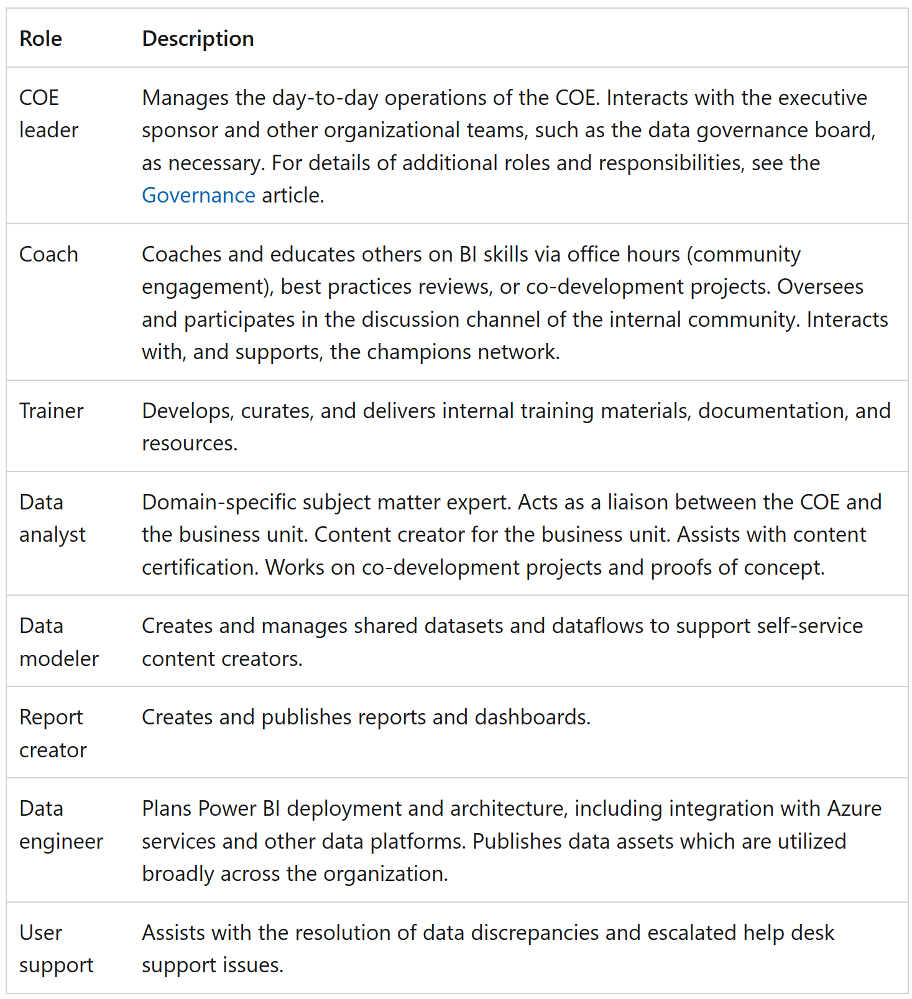 Role Description
COE leader
Manages the day-to-day operations of the COE. Interacts with the executive
sponsor and other organizational teams, such as the data governance board,
as necessary. For details of additional roles and responsibilities, see the
Governance article.
Coach
Coaches and educates others on BI skills via office hours (community
engagement), best practices reviews, or co-development projects. Oversees
and participates in the discussion channel of the internal community. Interacts
with, and supports, the champions network.
Trainer
Develops, curates, and delivers internal training materials, documentation, and
resources.
Data
analyst
Domain-specific subject matter expert. Acts as a liaison between the COE and
the business unit. Content creator for the business unit. Assists with content
certification. Works on co-development projects and proofs of concept.
Data
modeler
Creates and manages shared datasets and dataflows to support self-service
content creators.
Report
creator
Creates and publishes reports and dashboards.
Data
engineer
Plans Power BI deployment and architecture, including integration with Azure
services and other data platforms. Publishes data assets which are utilized
broadly across the organization.
User
support
Assists with the resolution of data discrepancies and escalated help desk
support issues.